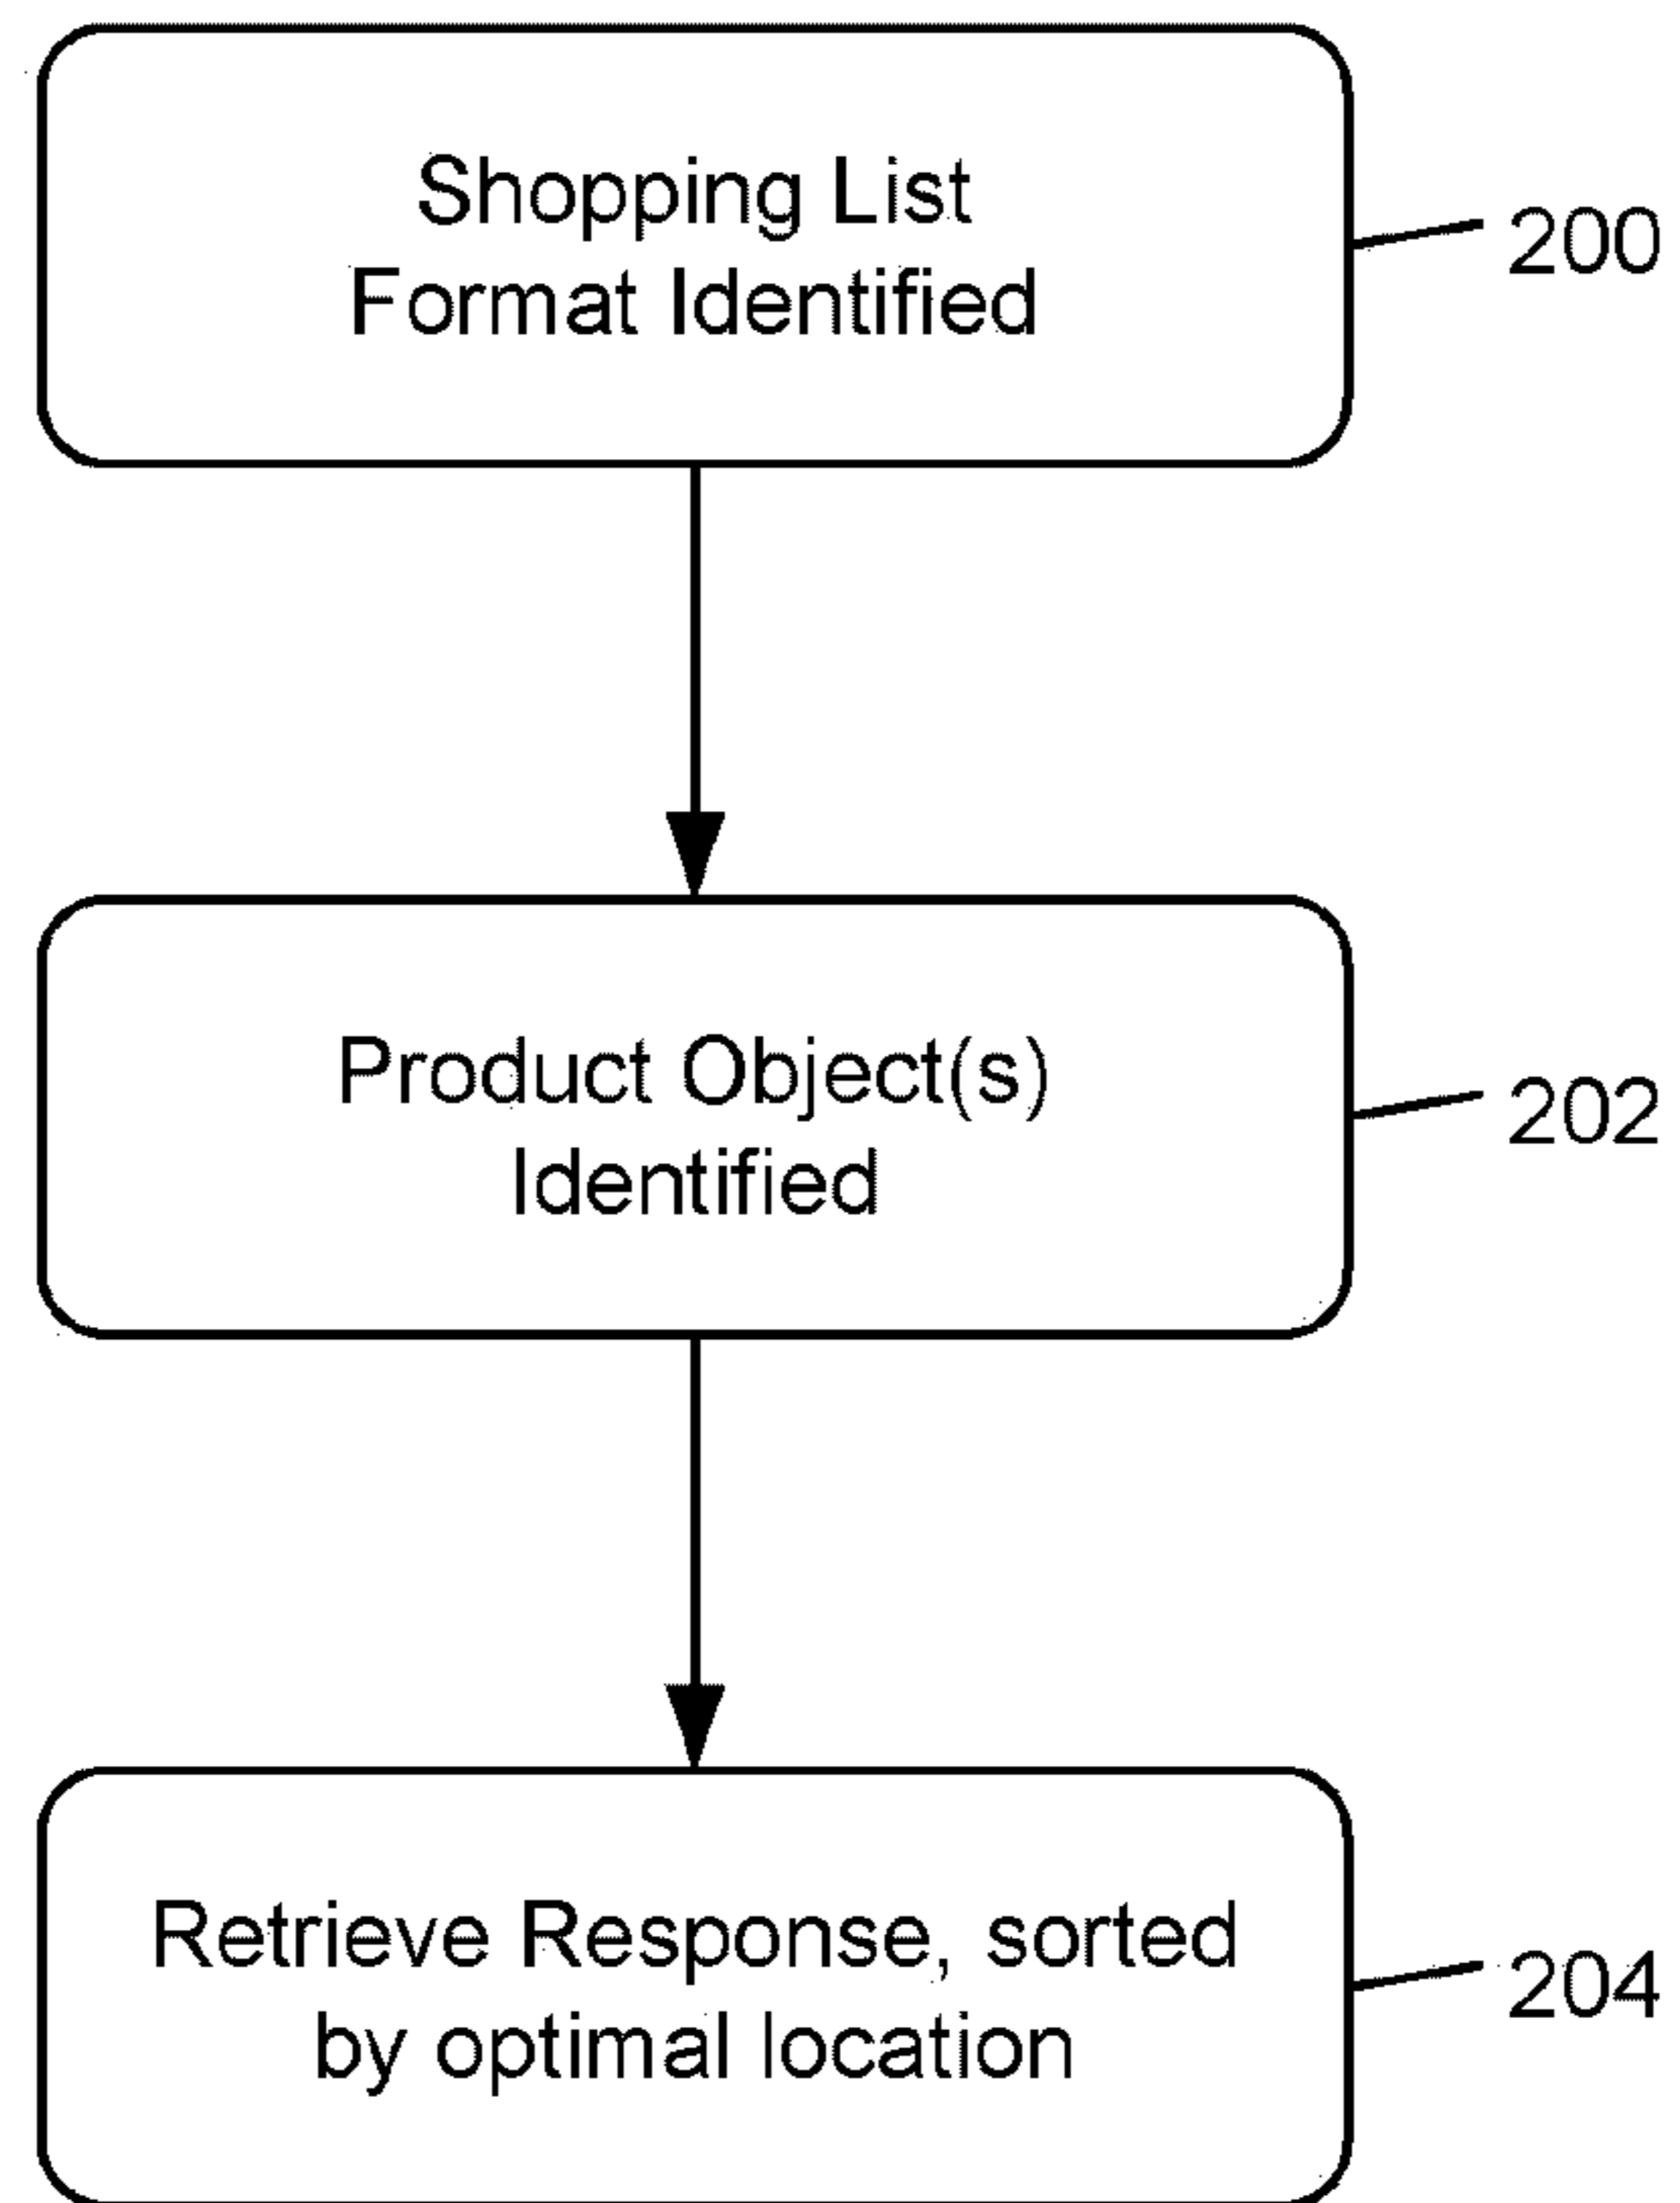 Shopping List
Format Identified
200
Product Object(s)
Identified
202
Retrieve Response, sorted
by optimal location
204